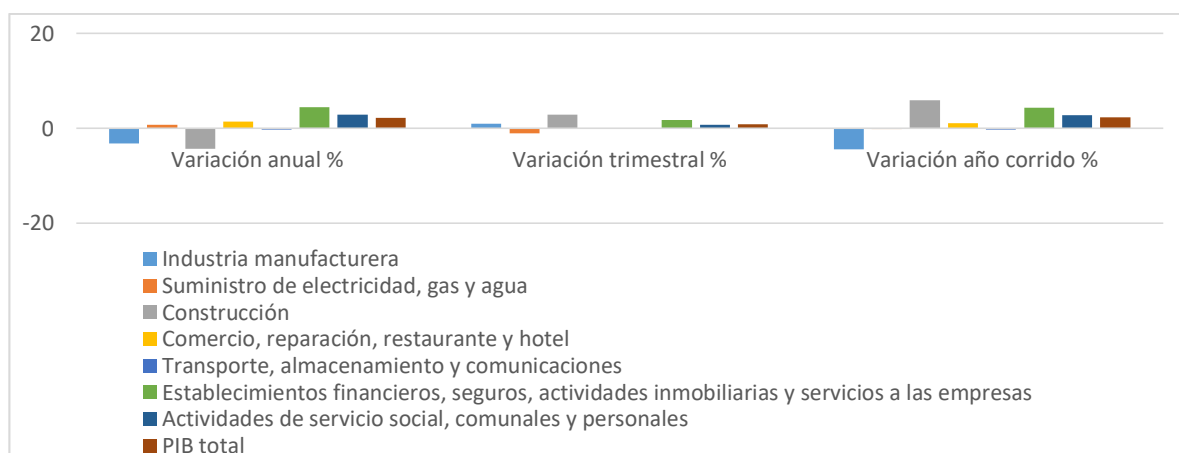 20
0
Variación anual %
Variación trimestral %
Variación año corrido %
-20
Industria manufacturera
Suministro de electricidad, gas y agua
Construcción
Comercio, reparación, restaurante y hotel
Transporte, almacenamiento y comunicaciones
Establecimientos financieros, seguros, actividades inmobiliarias y servicios a las empresas
Actividades de servicio social, comunales y personales
PIB total